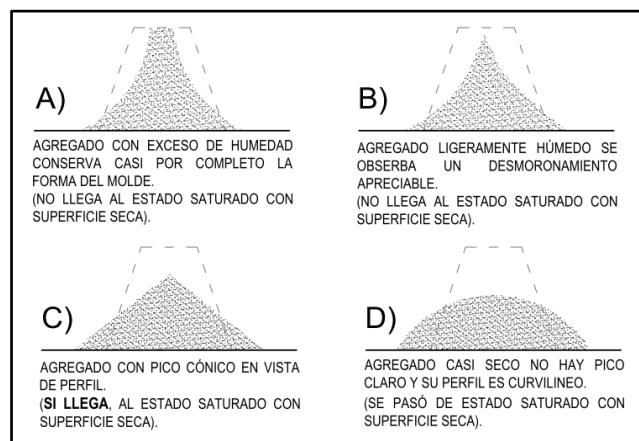 A)
AGREGADO CON EXCESO DE HUMEDAD
CONSERVA CASI POR COMPLETO LA
FORMA DEL MOLDE.
(NO LLEGA AL ESTADO SATURADO CON
SUPERFICIE SECA).
B)
AGREGADO LIGERAMENTE HÚMEDO SE
OBSERBA UN DESMORONAMIENTO
APRECIABLE.
(NO LLEGA AL ESTADO SATURADO CON
SUPERFICIE SECA).
C)
AGREGADO CON PICO CÓNICO EN VISTA
DE PERFIL.
(SI LLEGA, AL ESTADO SATURADO CON
SUPERFICIE SECA).
D)
AGREGADO CASI SECO NO HAY PICO
CLARO Y SU PERFIL ES CURVILINEO.
(SE PASÓ DE ESTADO SATURADO CON
SUPERFICIE SECA).